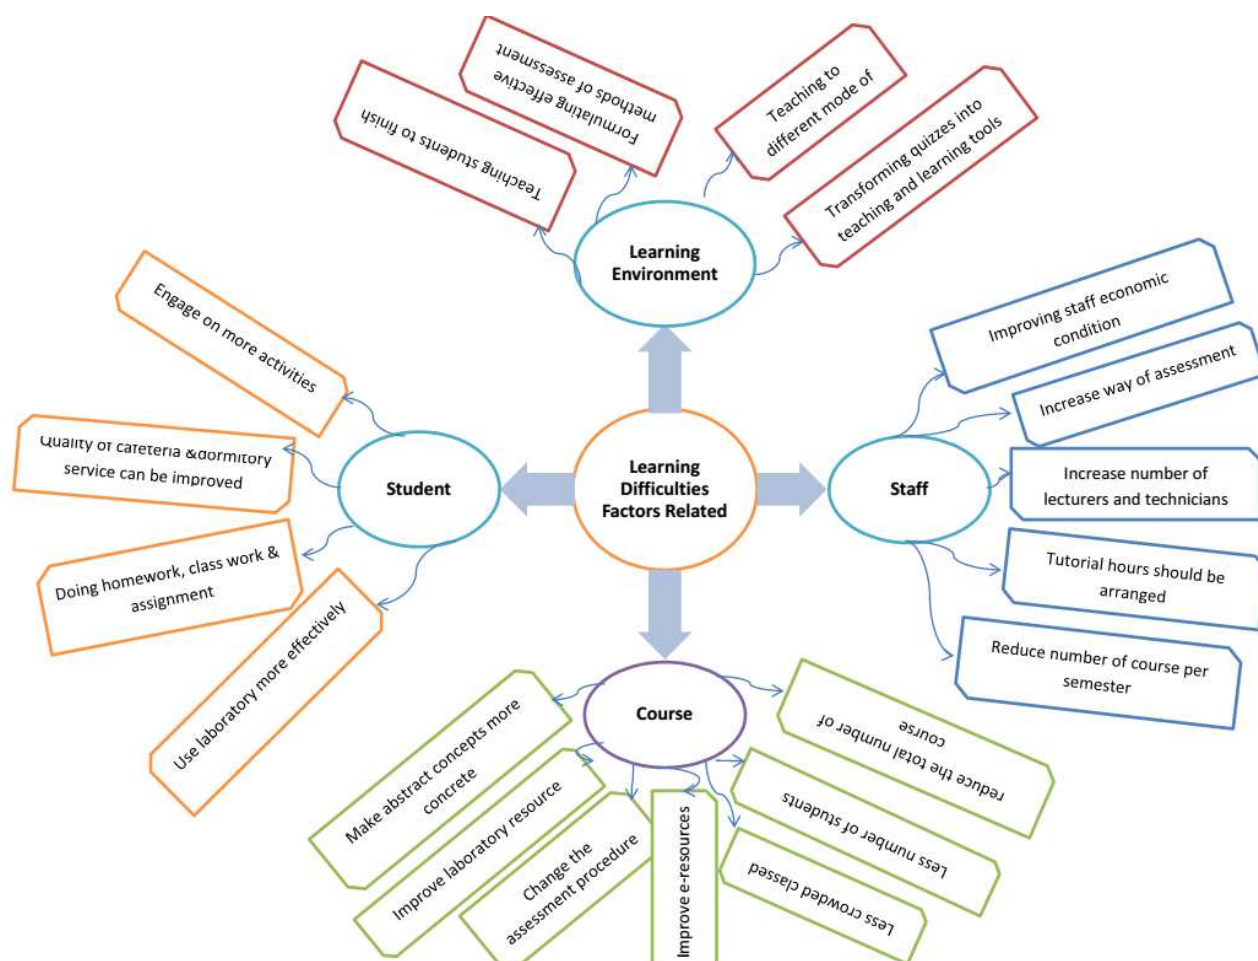 Teaching students to finish
Formulating effective
methods of assessment
Teaching to
different mode of
Transforming quizzes into
teaching and learning tools
Learning
Environment
Engage on more activities
Quality of cafeteria &dormitory
service can be improved
Doing homework, class work &
assignment
Use laboratory more effectively
Student
Learning
Difficulties
Factors Related
Staff
Improving staff economic
condition
Increase way of assessment
Increase number of
lecturers and technicians
Tutorial hours should be
arranged
Reduce number of course per
semester
Course
Make abstract concepts more
concrete
Improve laboratory resource
Change the
assessment procedure
Improve e-resources
Less crowded classed
Less number of students
reduce the total number of
course